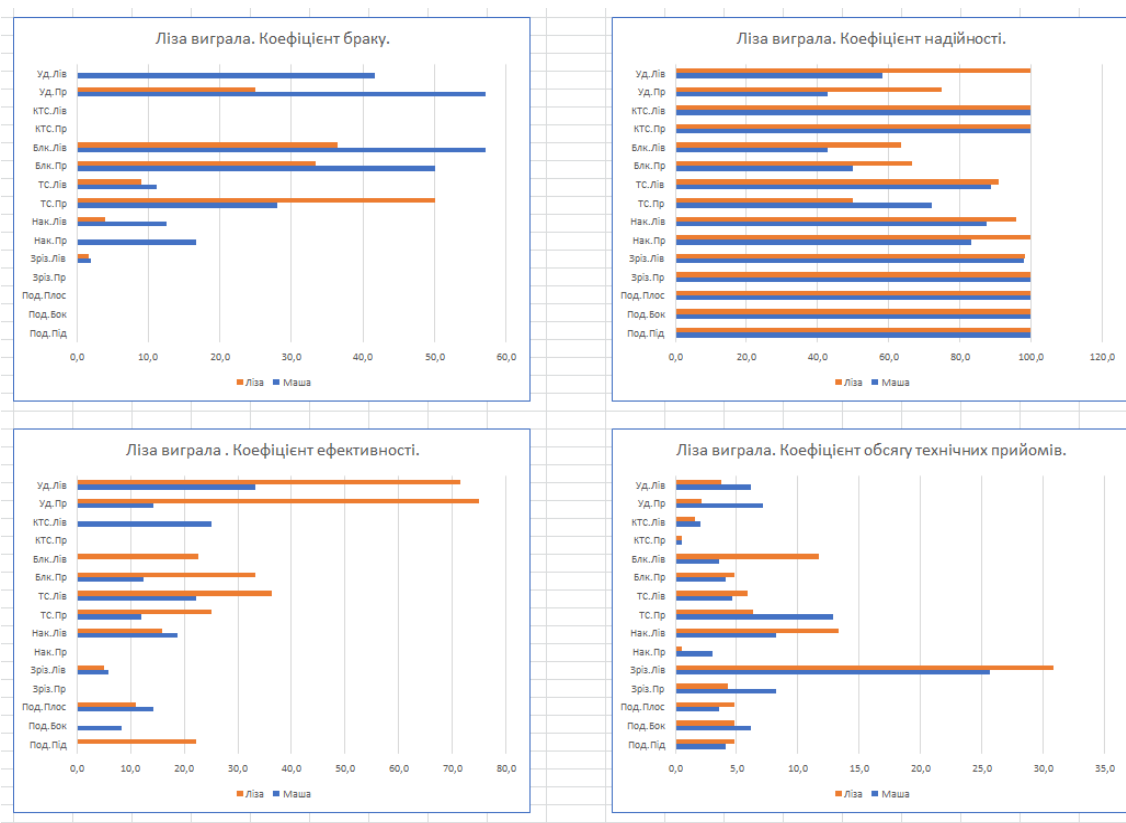 Ліза виграла. Коефіцієнт браку.
Уд.Лів
Уд.Пр
КТС.Лів
КТС.Пр
Блк.Лів
Блк.Пр
ТС.Лів
ТС.Пр
Нак.Лів
Нак.Пр
Зріз.Лів
Зріз.Пр
Под.Плос
Под.Бок
Под.Під
0,0 10,0 20,0 30,0 40,0 50,0 60,0
Ліза Маша
Ліза виграла. Коефіцієнт надійності.
Уд.Лів
Уд.Пр
КТС.Лів
КТС.Пр
Блк.Лів
Блк.Пр
ТС.Лів
ТС.Пр
Нак.Лів
Нак.Пр
Зріз.Лів
Зріз.Пр
Под.Плос
Под.Бок
Под.Під
0,0 20,0 40,0 60,0 80,0 100,0 120,0
Ліза Маша
Ліза виграла . Коефіцієнт ефективності.
Уд.Лів
Уд.Пр
КТС.Лів
КТС.Пр
Блк.Лів
Блк.Пр
ТС.Лів
ТС.Пр
Нак.Лів
Нак.Пр
Зріз.Лів
Зріз.Пр
Под.Плос
Под.Бок
Под.Під
0,0 10,0 20,0 30,0 40,0 50,0 60,0 70,0 80,0
Ліза Маша
Ліза виграла. Коефіцієнт обсягу технічних прийомів.
Уд.Лів
Уд.Пр
КТС.Лів
КТС.Пр
Блк.Лів
Блк.Пр
ТС.Лів
ТС.Пр
Нак.Лів
Нак.Пр
Зріз.Лів
Зріз.Пр
Под.Плос
Под.Бок
Под.Під
0,0 5,0 10,0 15,0 20,0 25,0 30,0 35,0
Ліза Маша